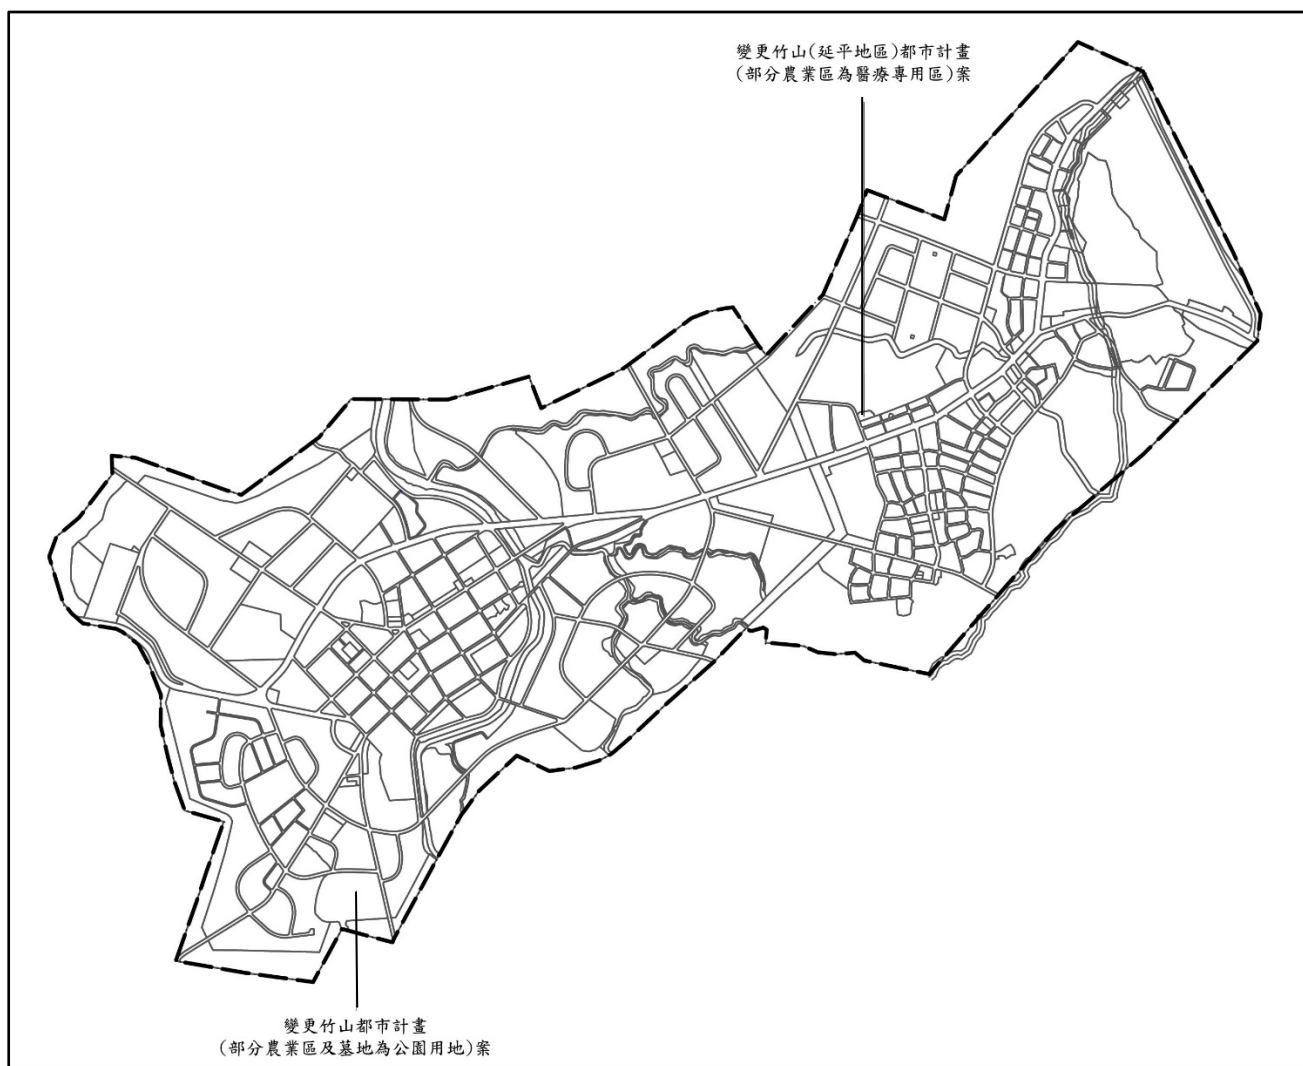 變更竹山(延平地區)都市計畫
(部分農業區為醫療專用區)案
變更竹山都市計畫
(部分農業區及墓地為公園用地)案